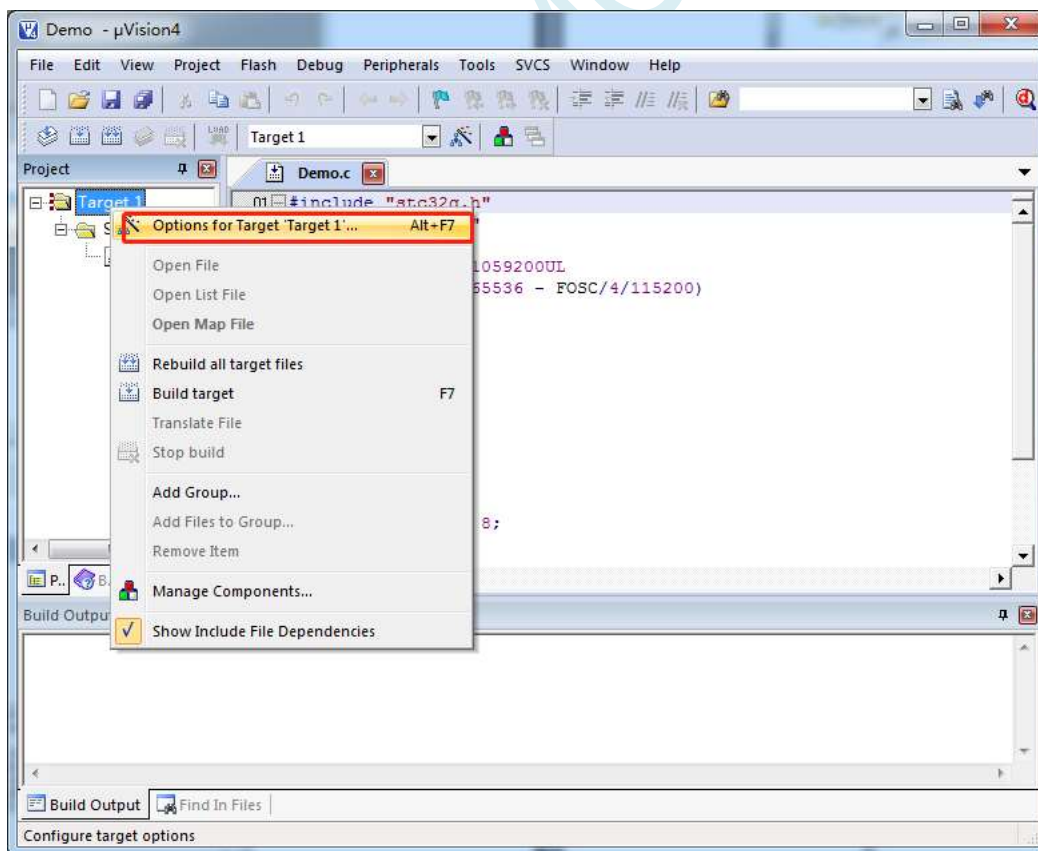 Demo - µVision4
File Edit View Project Flash Debug Peripherals Tools SVCS Window Help
LOAD Target 1
Project
Demo.c
Target 1
01 #include "stc32g.h"
Options for Target 'Target 1'... Alt+F7
"
Open File
1059200UL
Open List File
65536 - FOSC/4/115200)
Open Map File
Rebuild all target files
Build target F7
Translate File
Stop build
Add Group...
Add Files to Group...
8;
Remove Item
P..
B.
Manage Components...
Build Outpu
Show Include File Dependencies
Build Output Find In Files
Configure target options